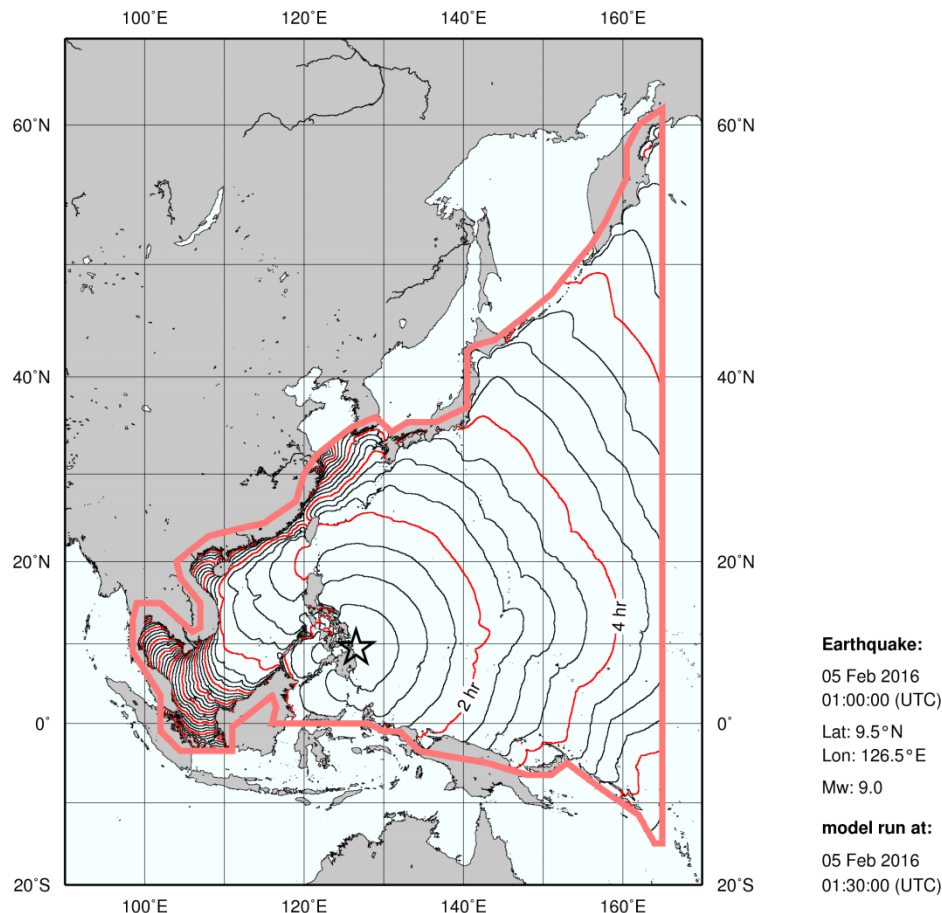 100°E 120°E 140°E 160°E
60°N
40°N
20°N
0°
20°S
60°N
40°N
20°N
0°
20°S
100°E 120°E 140°E 160°E
2 hr
4 hr
Earthquake:
05 Feb 2016
01:00:00 (UTC)
Lat: 9.5°N
Lon: 126.5°E
Mw: 9.0
model run at:
05 Feb 2016
01:30:00 (UTC)